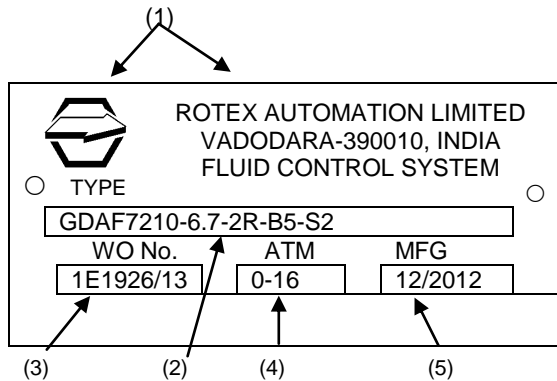 (1)
ROTEX AUTOMATION LIMITED
VADODARA-390010, INDIA
FLUID CONTROL SYSTEM
TYPE
GDAF7210-6.7-2R-B5-S2
WO No. ATM MFG
1E1926/13 0-16 12/2012
(3) (2) (4) (5)